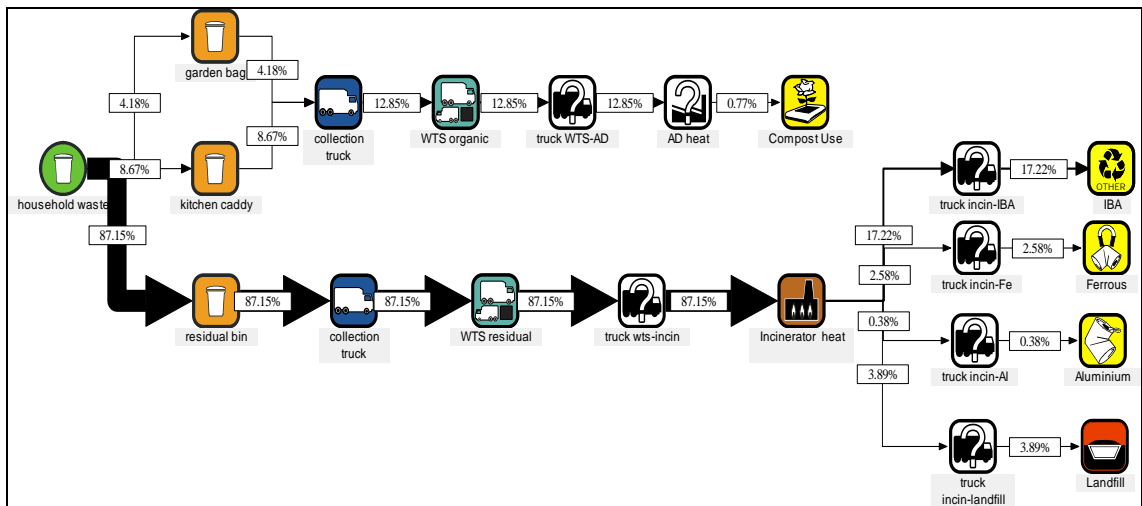 garden bag
4.18%
4.18%
8.67%
household waste
8.67%
kitchen caddy
87.15%
collection
truck
12.85%
WTS organic
12.85%
truck WTS-AD
12.85%
AD heat
0.77%
Compost Use
residual bin
87.15%
collection
truck
87.15%
WTS residual
87.15%
truck wts-incin
87.15%
Incinerator heat
17.22%
2.58%
0.38%
3.89%
truck incin-IBA
17.22%
OTHER
IBA
truck incin-Fe
2.58%
Ferrous
truck incin-Al
0.38%
Aluminium
truck
incin-landfill
3.89%
Landfill